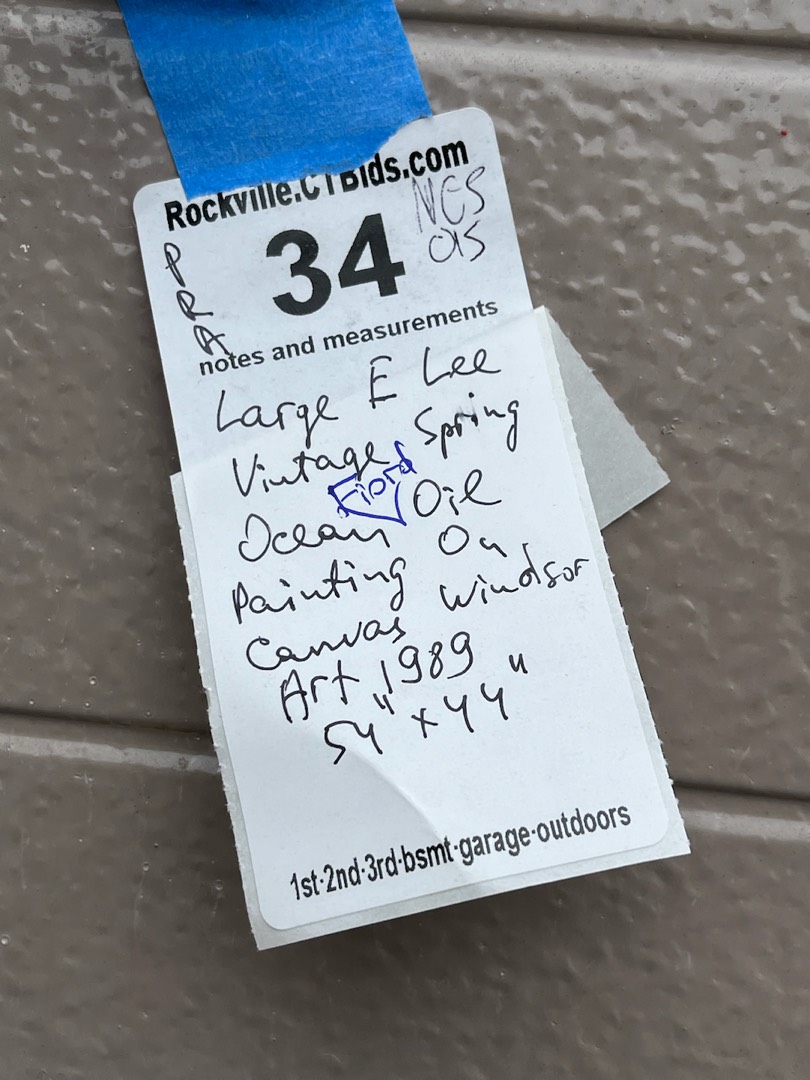 Rockville.CTBids.com
NCS
OIS
34
PRA
notes and measurements
Large E Lee
Vintage Spring
Fiord
Ocean Oil
Painting On
Canvas Windsor
Art 1989
54" x 44"
1st·2nd·3rd·bsmt·garage·outdoors